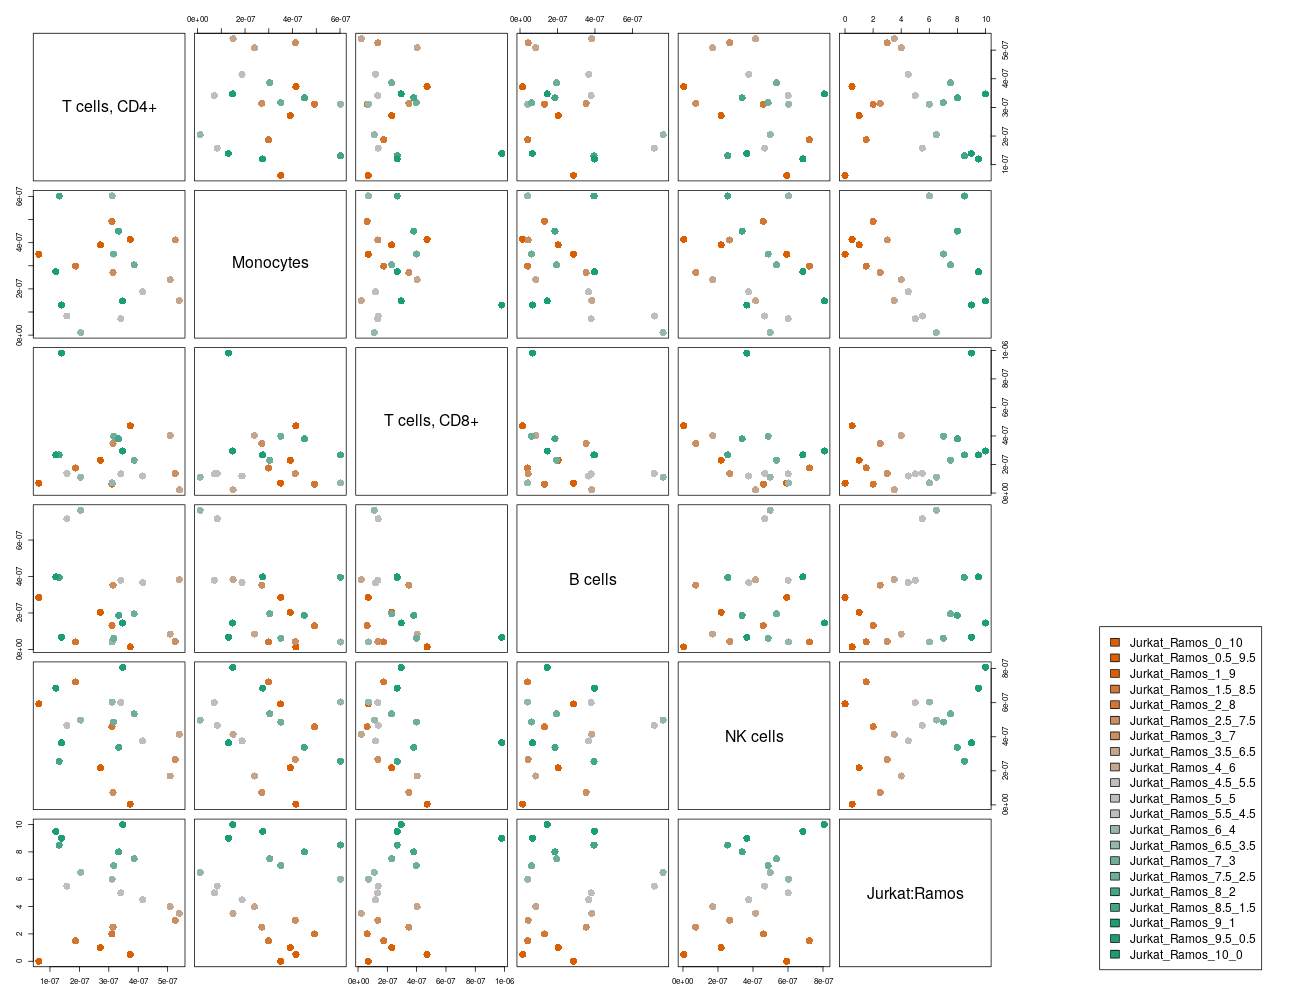 0e+00 2e-07 4e-07 6e-07 0e+00 2e-07 4e-07 6e-07 0 2 4 6 8 10
T cells, CD4+
1e-07 2e-07 3e-07 4e-07 5e-07
Monocytes
0e+00 2e-07 4e-07 6e-07
T cells, CD8+
0e+00 2e-07 4e-07 6e-07 8e-07 1e-06
B cells
0e+00 2e-07 4e-07 6e-07
NK cells
0e+00 2e-07 4e-07 6e-07 8e-07
Jurkat:Ramos
0 2 4 6 8 10
1e-07 2e-07 3e-07 4e-07 5e-07 0e+00 2e-07 4e-07 6e-07 8e-07 1e-06 0e+00 2e-07 4e-07 6e-07 8e-07
Jurkat_Ramos_0_10
Jurkat_Ramos_0.5_9.5
Jurkat_Ramos_1_9
Jurkat_Ramos_1.5_8.5
Jurkat_Ramos_2_8
Jurkat_Ramos_2.5_7.5
Jurkat_Ramos_3_7
Jurkat_Ramos_3.5_6.5
Jurkat_Ramos_4_6
Jurkat_Ramos_4.5_5.5
Jurkat_Ramos_5_5
Jurkat_Ramos_5.5_4.5
Jurkat_Ramos_6_4
Jurkat_Ramos_6.5_3.5
Jurkat_Ramos_7_3
Jurkat_Ramos_7.5_2.5
Jurkat_Ramos_8_2
Jurkat_Ramos_8.5_1.5
Jurkat_Ramos_9_1
Jurkat_Ramos_9.5_0.5
Jurkat_Ramos_10_0